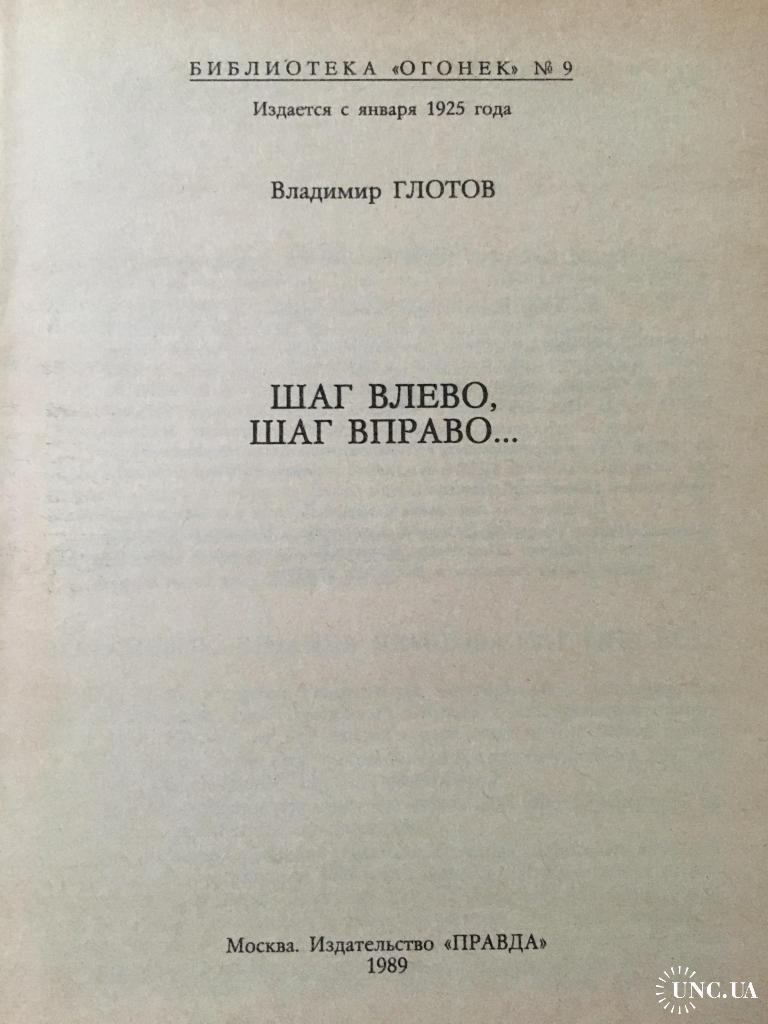 БИБЛИОТЕКА «ОГОНЕК» № 9
Издается с января 1925 года
Владимир ГЛОТОВ
ШАГ ВЛЕВО,
ШАГ ВПРАВО...
Москва. Издательство «ПРАВДА»
1989
UNC.UA